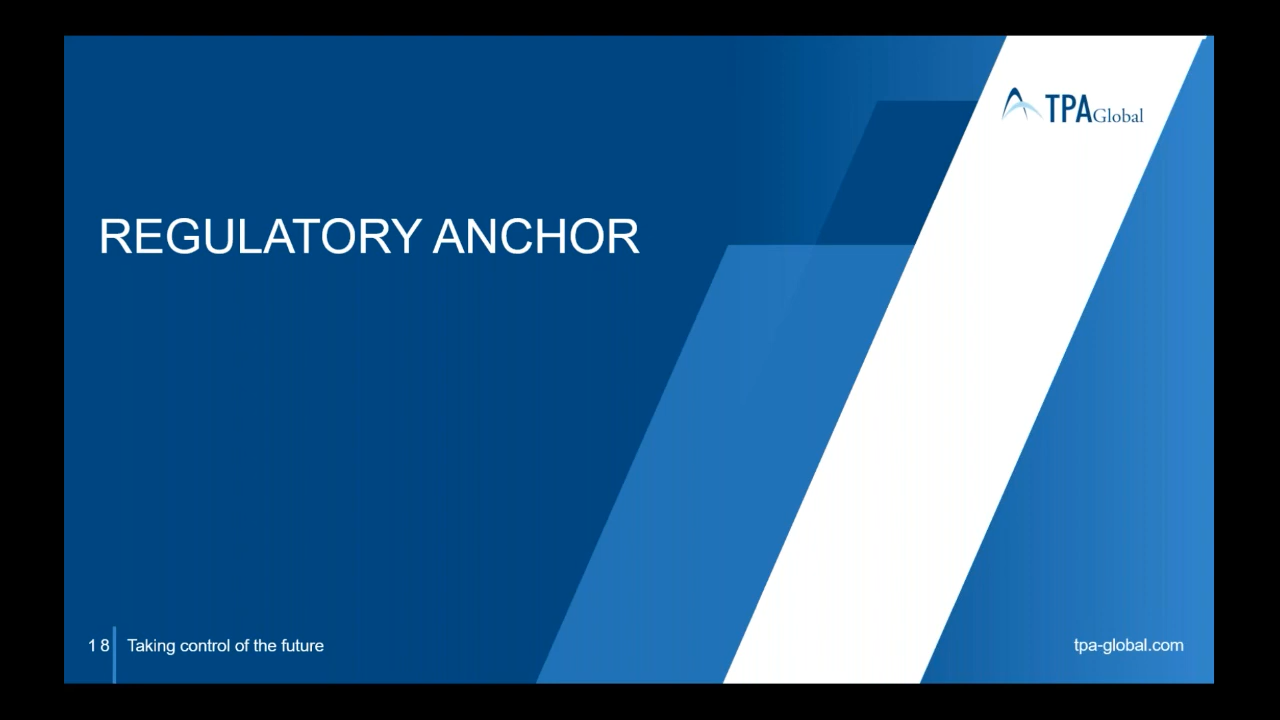 TPAGlobal
REGULATORY ANCHOR
18
Taking control of the future
tpa-global.com